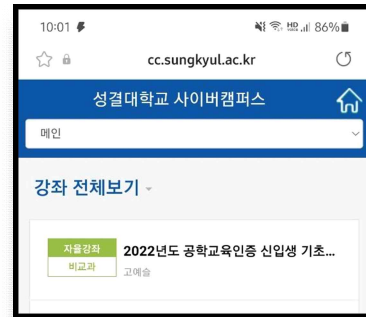 10:01
86%
cc.sungkyul.ac.kr
성결대학교 사이버캠퍼스
메인
강좌 전체보기
자율강좌
2022년도 공학교육인증 신입생 기초...
비교과
고예슬